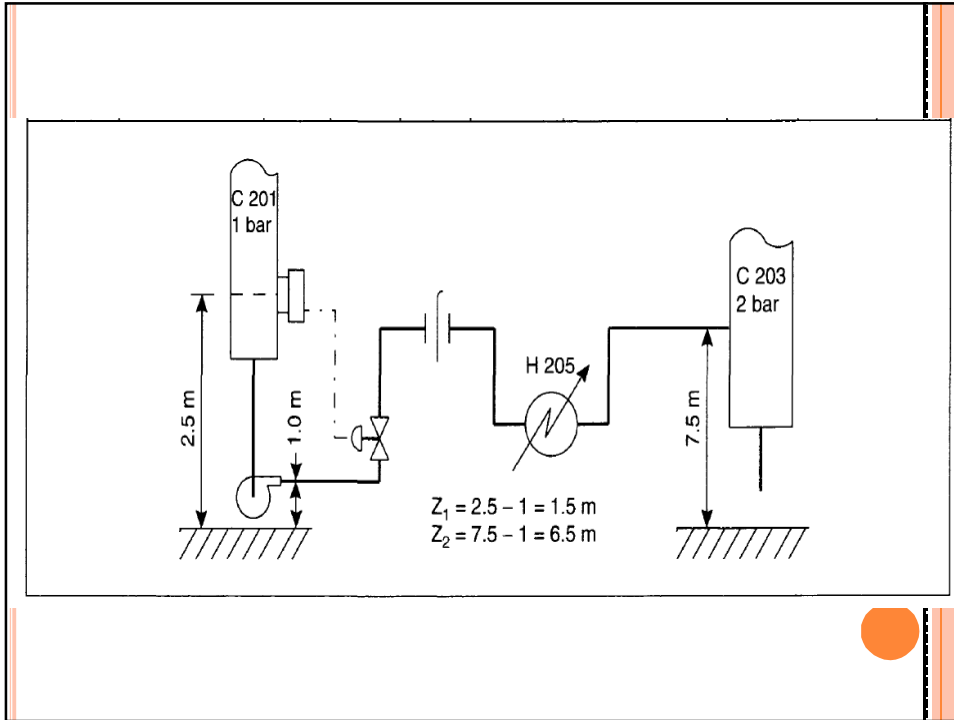 C 201
1 bar
C 203
2 bar
H 205
2.5 m
1.0 m
7.5 m
Z₁ = 2.5 – 1 = 1.5 m
Z₂ = 7.5 – 1 = 6.5 m